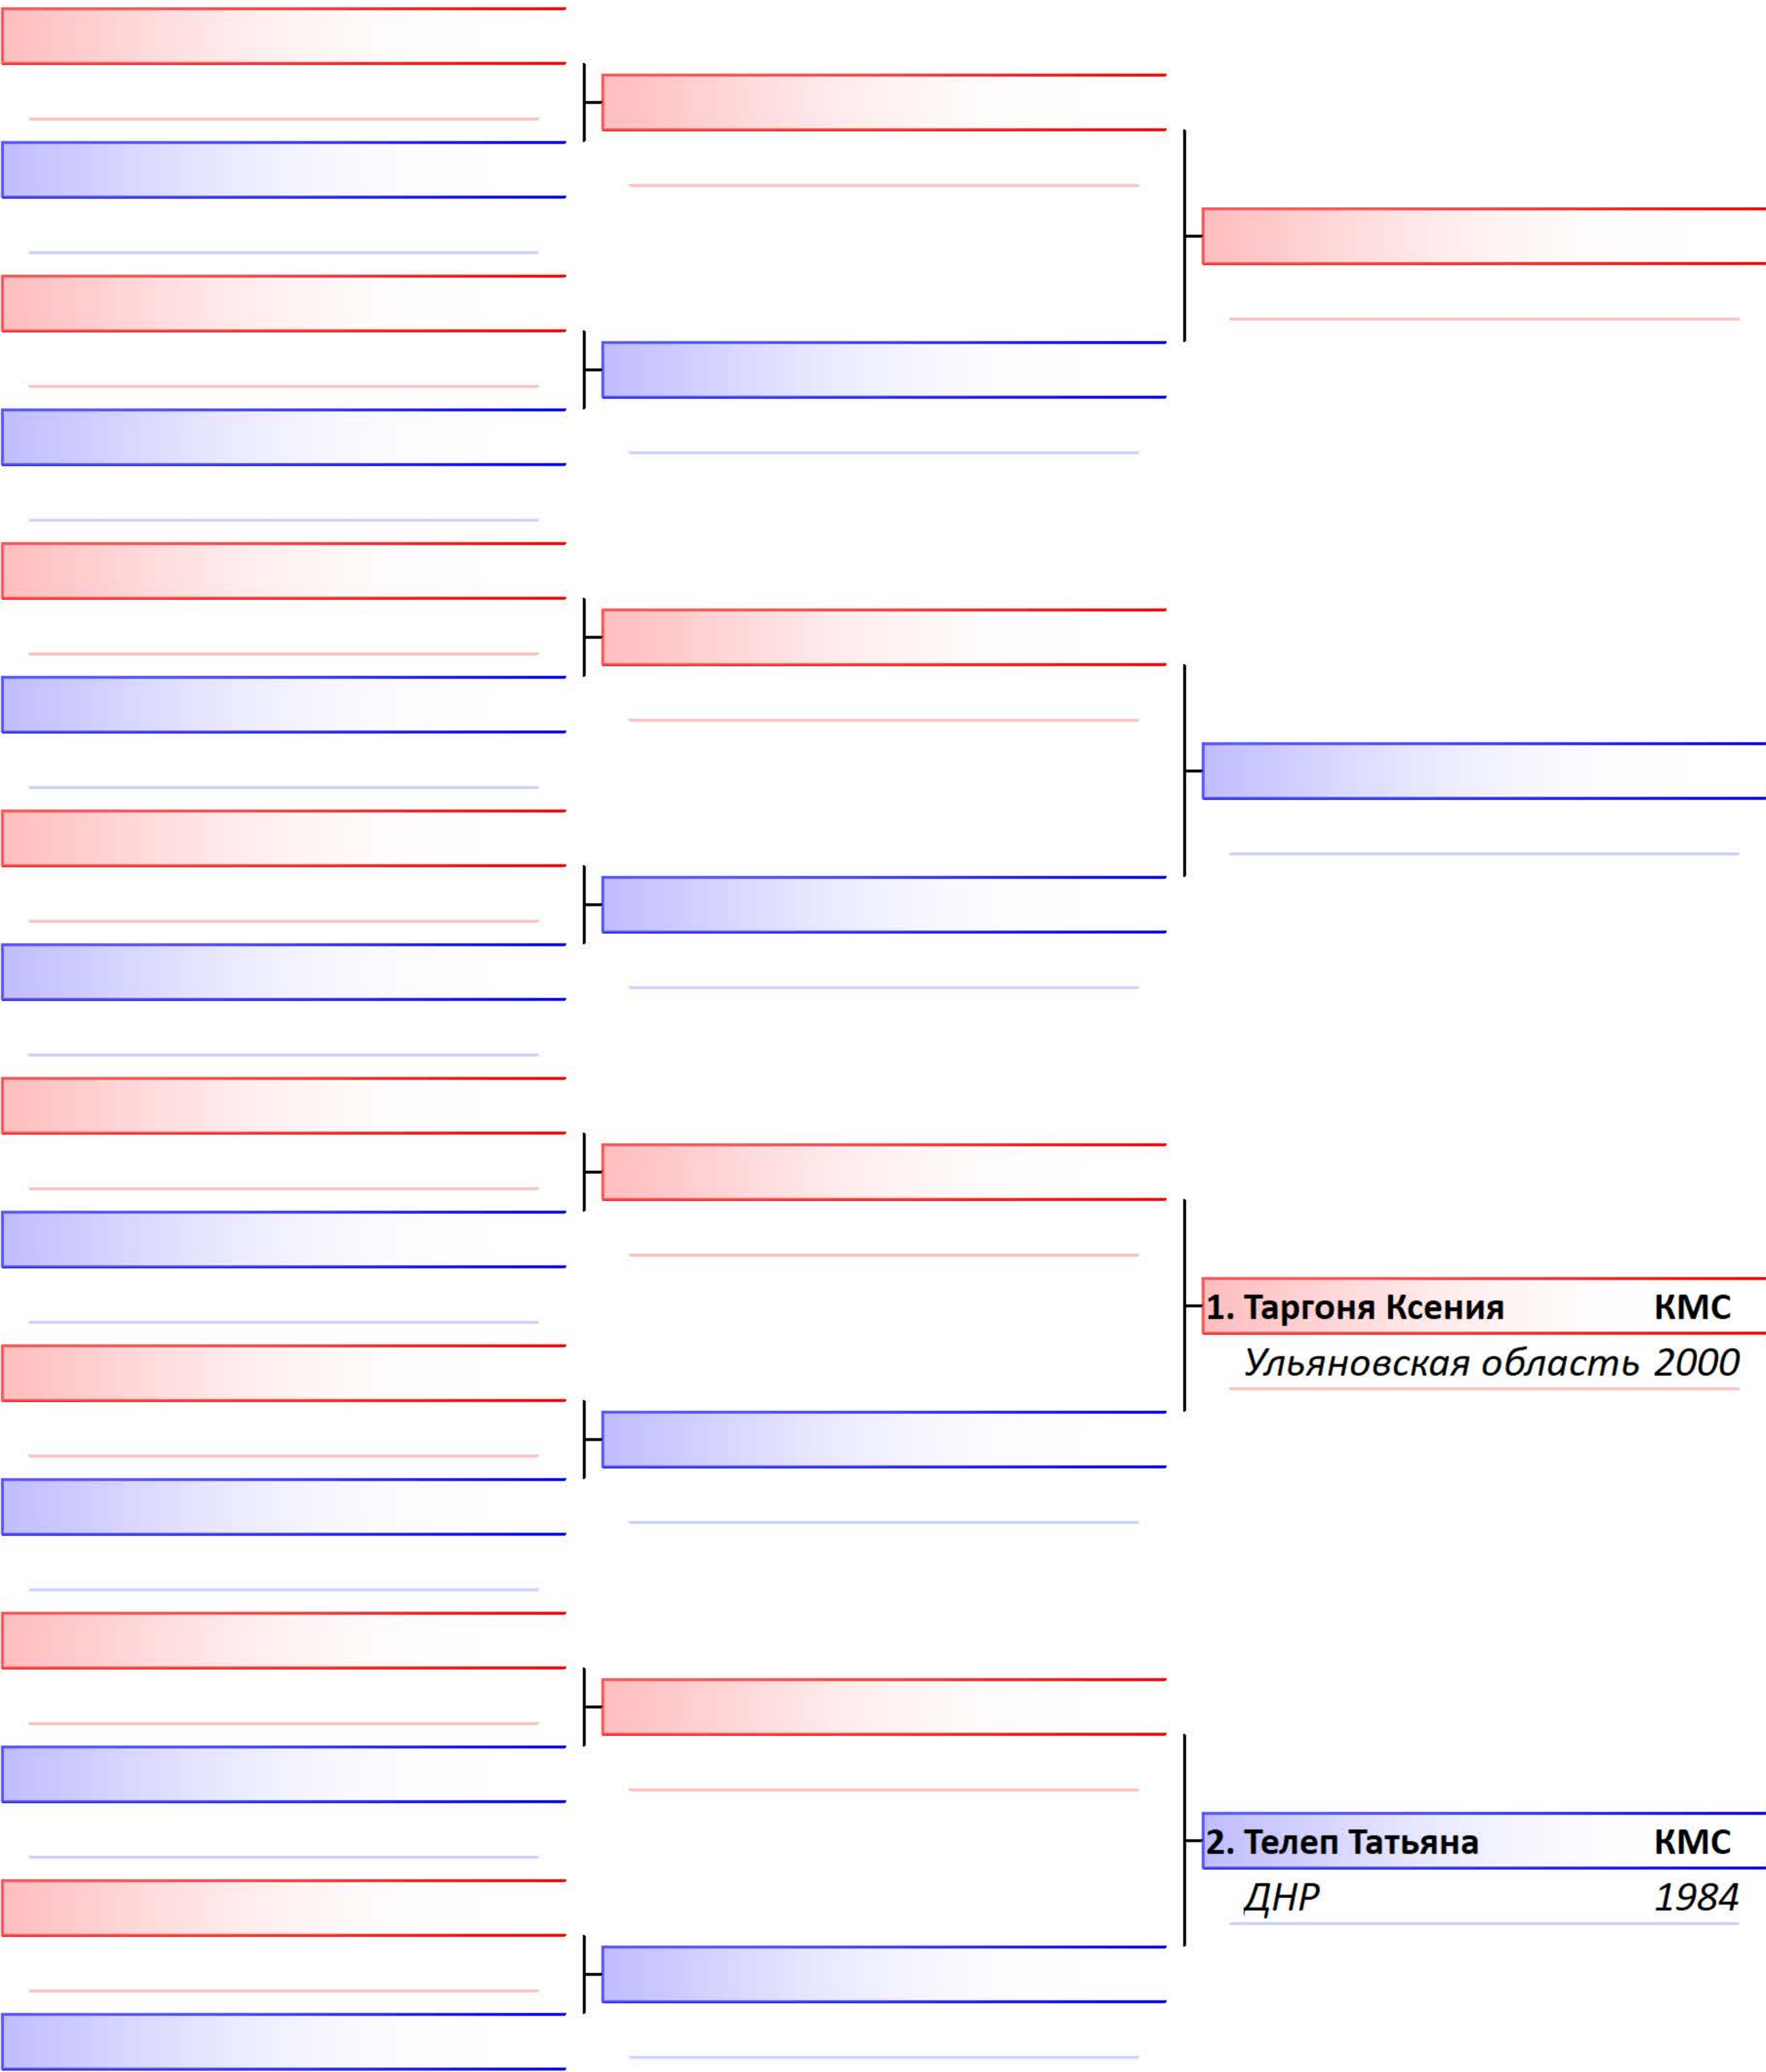 1. Таргоня Ксения КМС
Ульяновская область 2000
2. Телеп Татьяна КМС
ДНР 1984